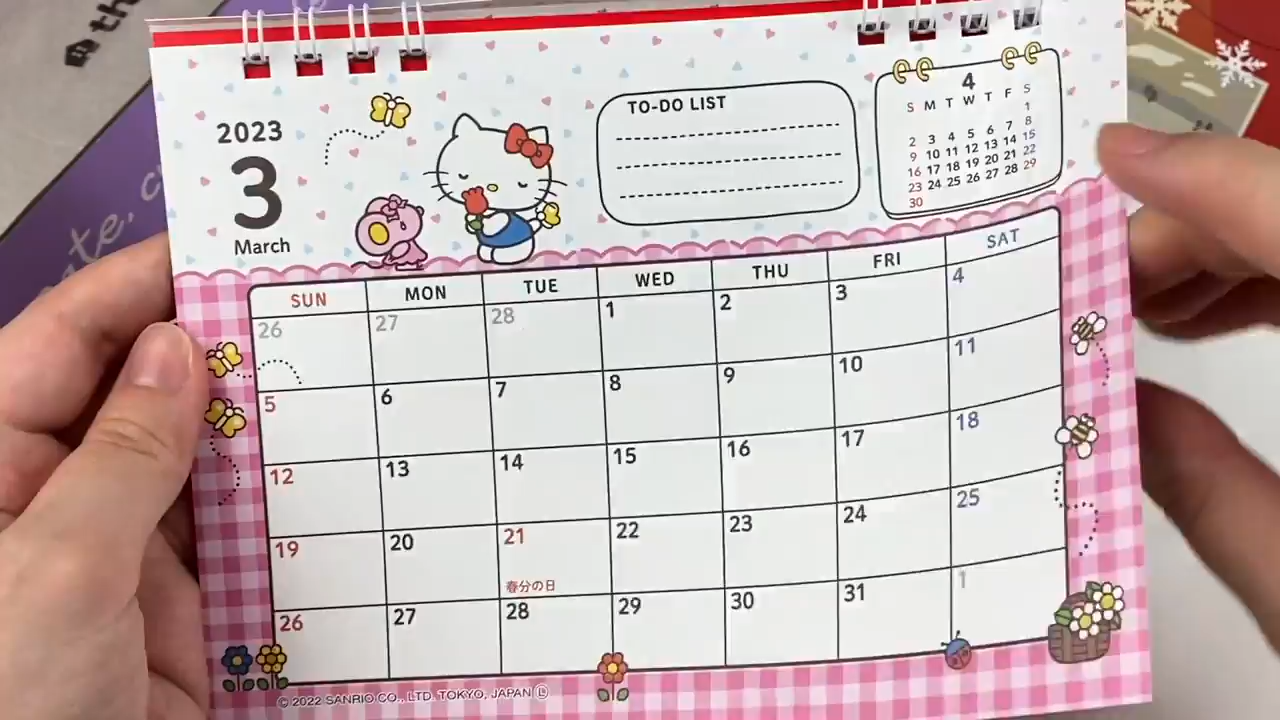 the
ate, c
2023
3
March
TO-DO LIST
4
S M T W T F S
1
2 3 4 5 6 7 8
9 10 11 12 13 14 15
16 17 18 19 20 21 22
23 24 25 26 27 28 29
30
SUN MON TUE WED THU FRI SAT
26 27 28 1 2 3 4
5 6 7 8 9 10 11
12 13 14 15 16 17 18
19 20 21 22 23 24 25
春分の日
26 27 28 29 30 31 1
© 2022 SANRIO CO., LTD. TOKYO, JAPAN Ⓛ